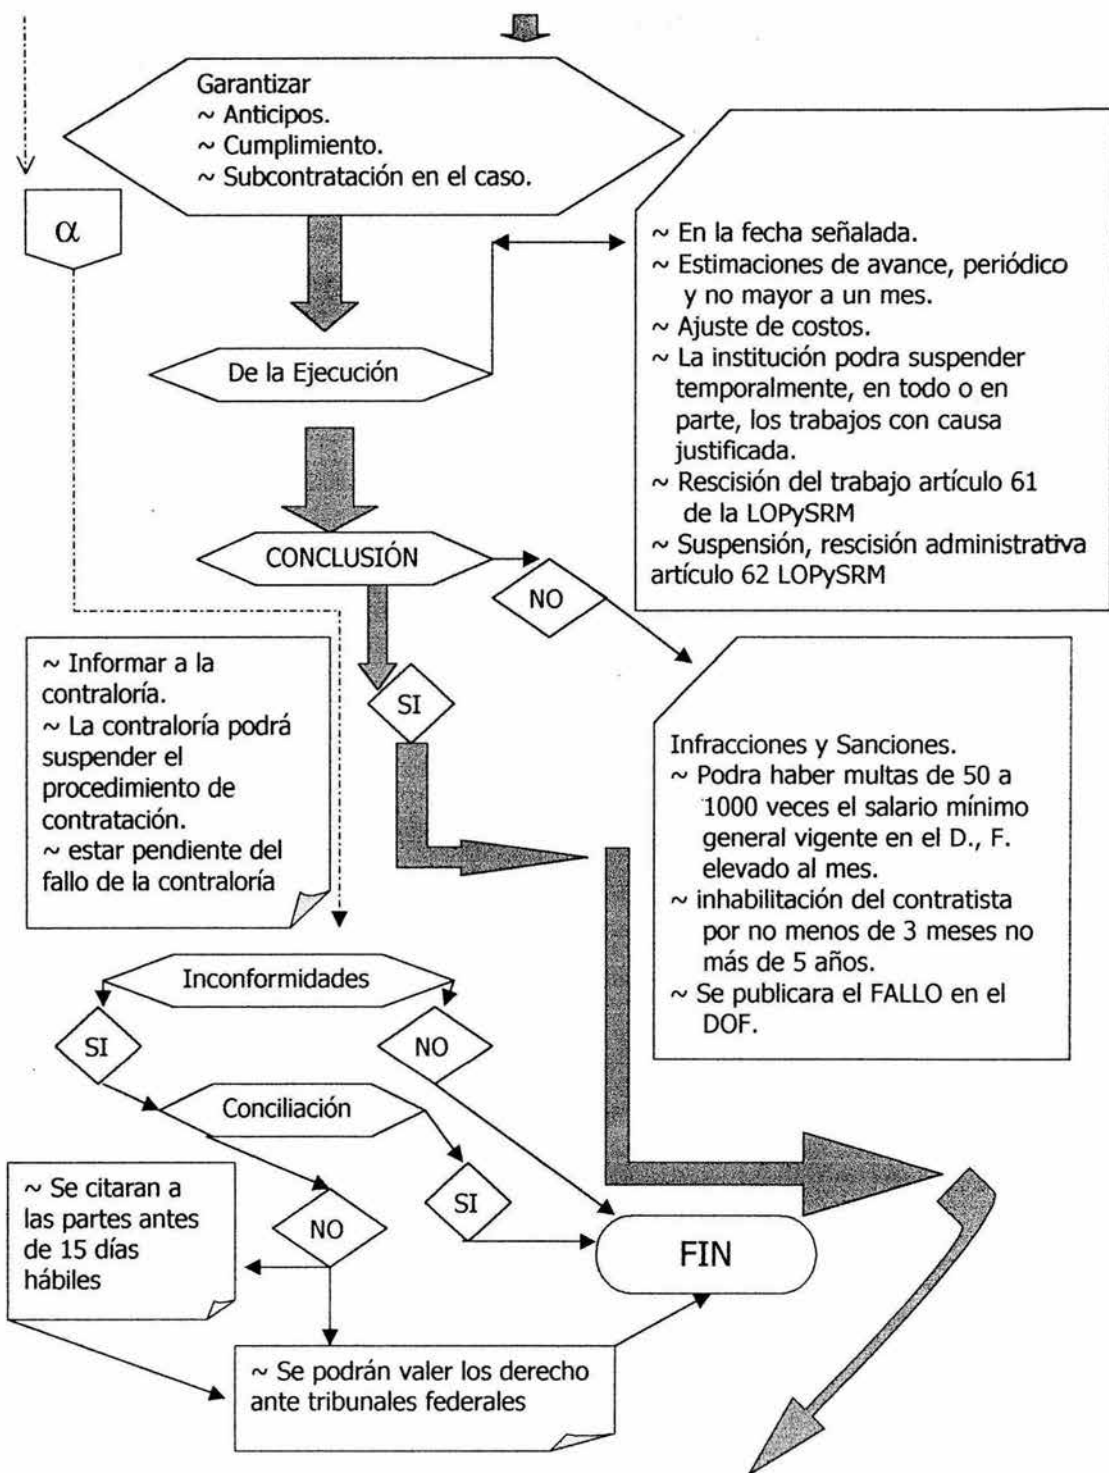 Garantizar
~ Anticipos.
~ Cumplimiento.
~ Subcontratación en el caso.
α
~ En la fecha señalada.
~ Estimaciones de avance, periódico
y no mayor a un mes.
~ Ajuste de costos.
~ La institución podra suspender
temporalmente, en todo o en
parte, los trabajos con causa
justificada.
~ Rescisión del trabajo artículo 61
de la LOPySRM
~ Suspensión, rescisión administrativa
artículo 62 LOPySRM
De la Ejecución
CONCLUSIÓN
NO
SI
~ Informar a la
contraloría.
~ La contraloría podrá
suspender el
procedimiento de
contratación.
~ estar pendiente del
fallo de la contraloría
Infracciones y Sanciones.
~ Podra haber multas de 50 a
1000 veces el salario mínimo
general vigente en el D., F.
elevado al mes.
~ inhabilitación del contratista
por no menos de 3 meses no
más de 5 años.
~ Se publicara el FALLO en el
DOF.
Inconformidades
SI
NO
Conciliación
SI
NO
~ Se citaran a
las partes antes
de 15 días
hábiles
FIN
~ Se podrán valer los derecho
ante tribunales federales